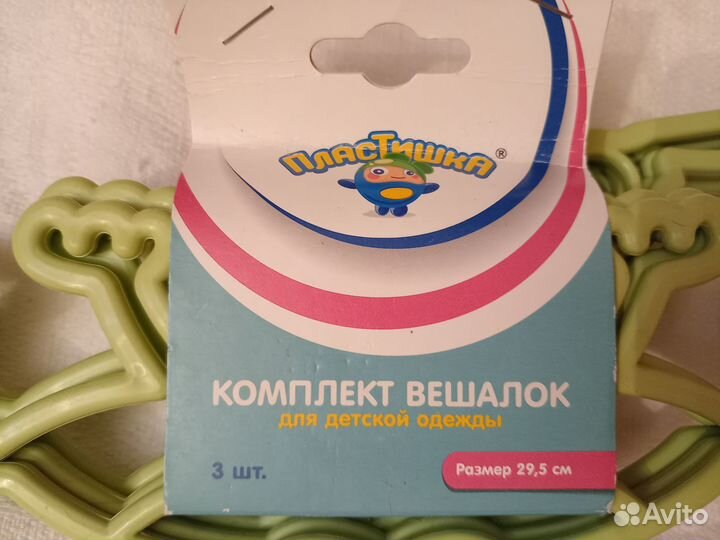 ПЛАСТИШКА®
КОМПЛЕКТ ВЕШАЛОК
для детской одежды
3 шт.
Размер 29,5 см
Avito